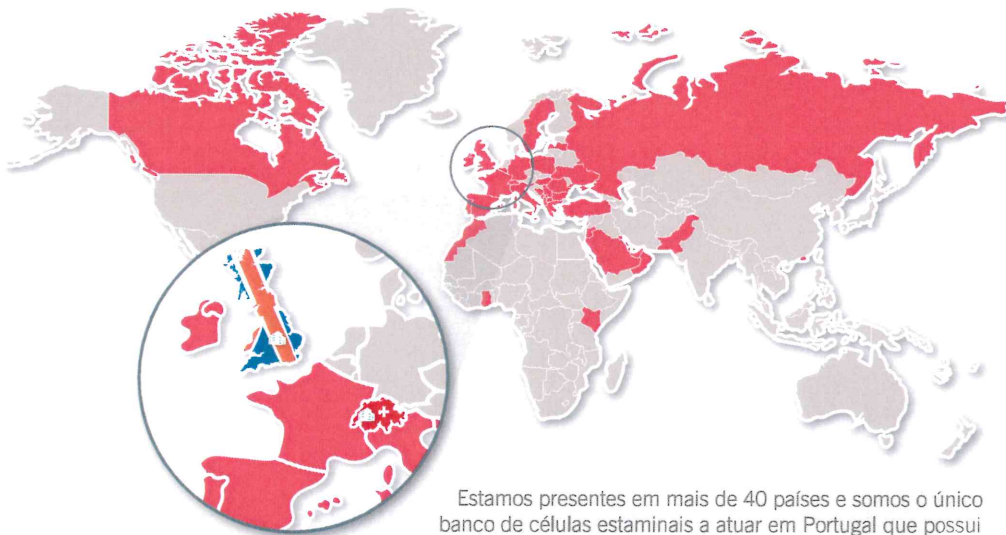 Estamos presentes em mais de 40 países e somos o único
banco de células estaminais a atuar em Portugal que possui